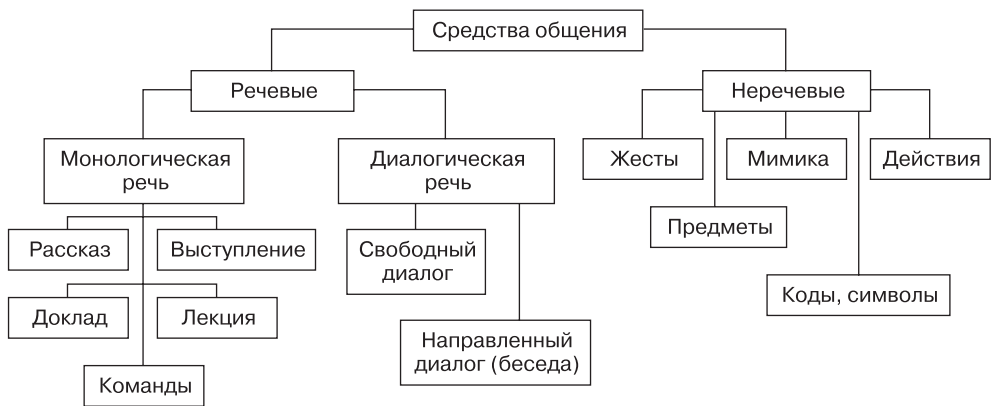 Средства общения
Речевые
Неречевые
Монологическая
речь
Диалогическая
речь
Жесты
Мимика
Действия
Предметы
Рассказ
Выступление
Свободный
диалог
Коды, символы
Доклад
Лекция
Направленный
диалог (беседа)
Команды